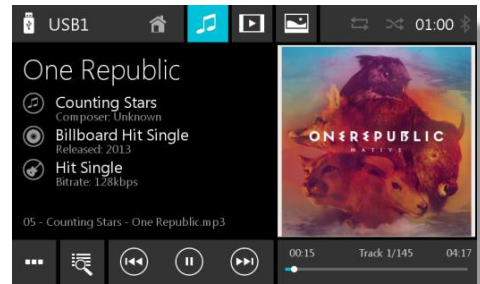 USB1
01:00
One Republic
Counting Stars
Composer: Unknown
Billboard Hit Single
Released: 2013
Hit Single
Bitrate: 128kbps
05 - Counting Stars - One Republic.mp3
ONEREPUBLIC
NATIVE
00:15 Track 1/145 04:17